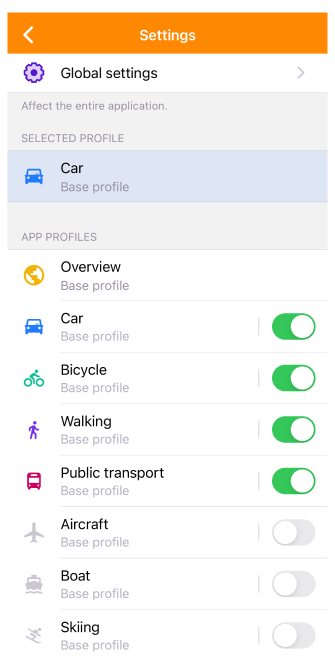 Settings
Global settings
Affect the entire application.
SELECTED PROFILE
Car
Base profile
APP PROFILES
Overview
Base profile
Car
Base profile
Bicycle
Base profile
Walking
Base profile
Public transport
Base profile
Aircraft
Base profile
Boat
Base profile
Skiing
Base profile